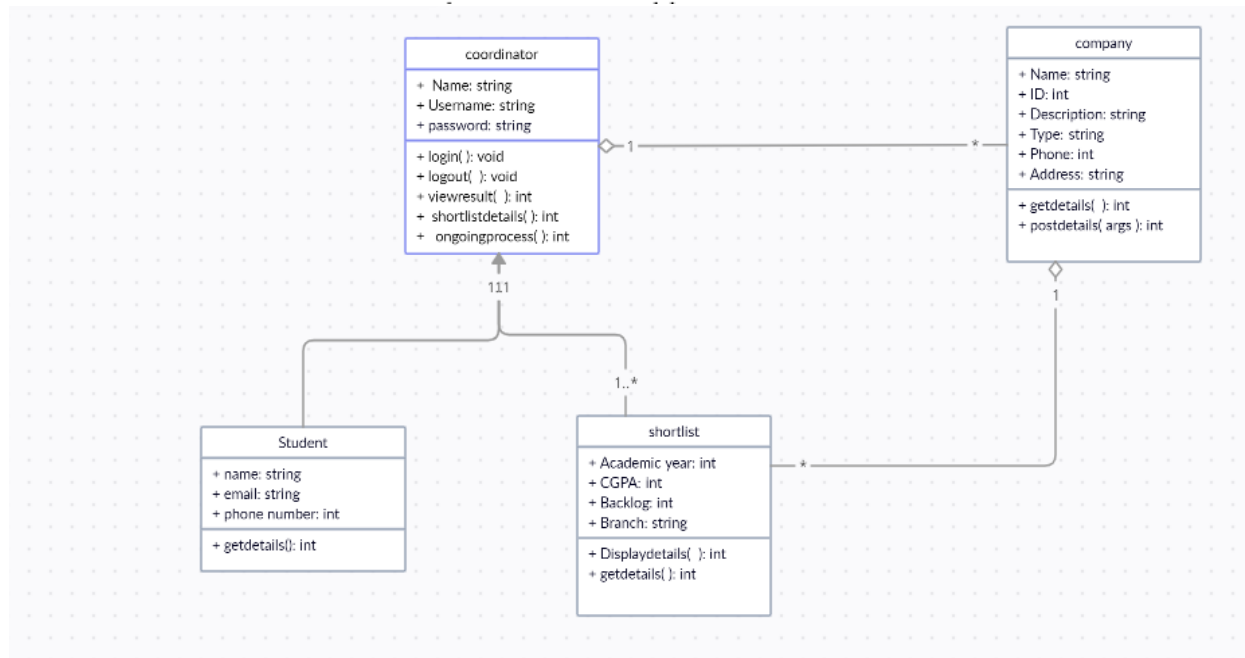 coordinator
+ Name: string
+ Username: string
+ password: string
+ login( ): void
+ logout( ): void
+ viewresult( ): int
+ shortlistdetails( ): int
+ ongoingprocess( ): int
company
+ Name: string
+ ID: int
+ Description: string
+ Type: string
+ Phone: int
+ Address: string
+ getdetails( ): int
+ postdetails( args ): int
1
*
1
111
1..*
Student
+ name: string
+ email: string
+ phone number: int
+ getdetails(): int
shortlist
+ Academic year: int
+ CGPA: int
+ Backlog: int
+ Branch: string
+ Displaydetails( ): int
+ getdetails( ): int
*